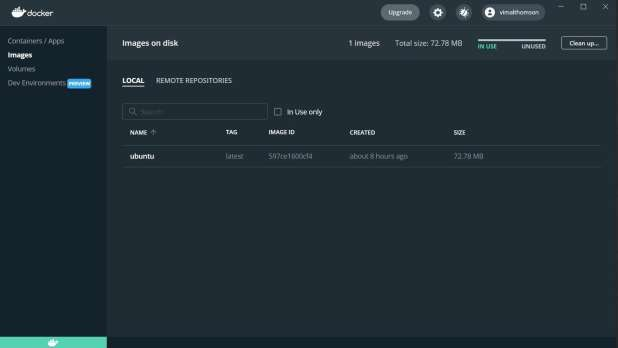 docker
Upgrade
vimalthomson
Containers / Apps
Images
Volumes
Dev Environments PREVIEW
Images on disk
1 images Total size: 72.78 MB IN USE UNUSED Clean up...
LOCAL REMOTE REPOSITORIES
Search
In Use only
NAME TAG IMAGE ID CREATED SIZE
ubuntu latest 597ce1600cf4 about 8 hours ago 72.78 MB